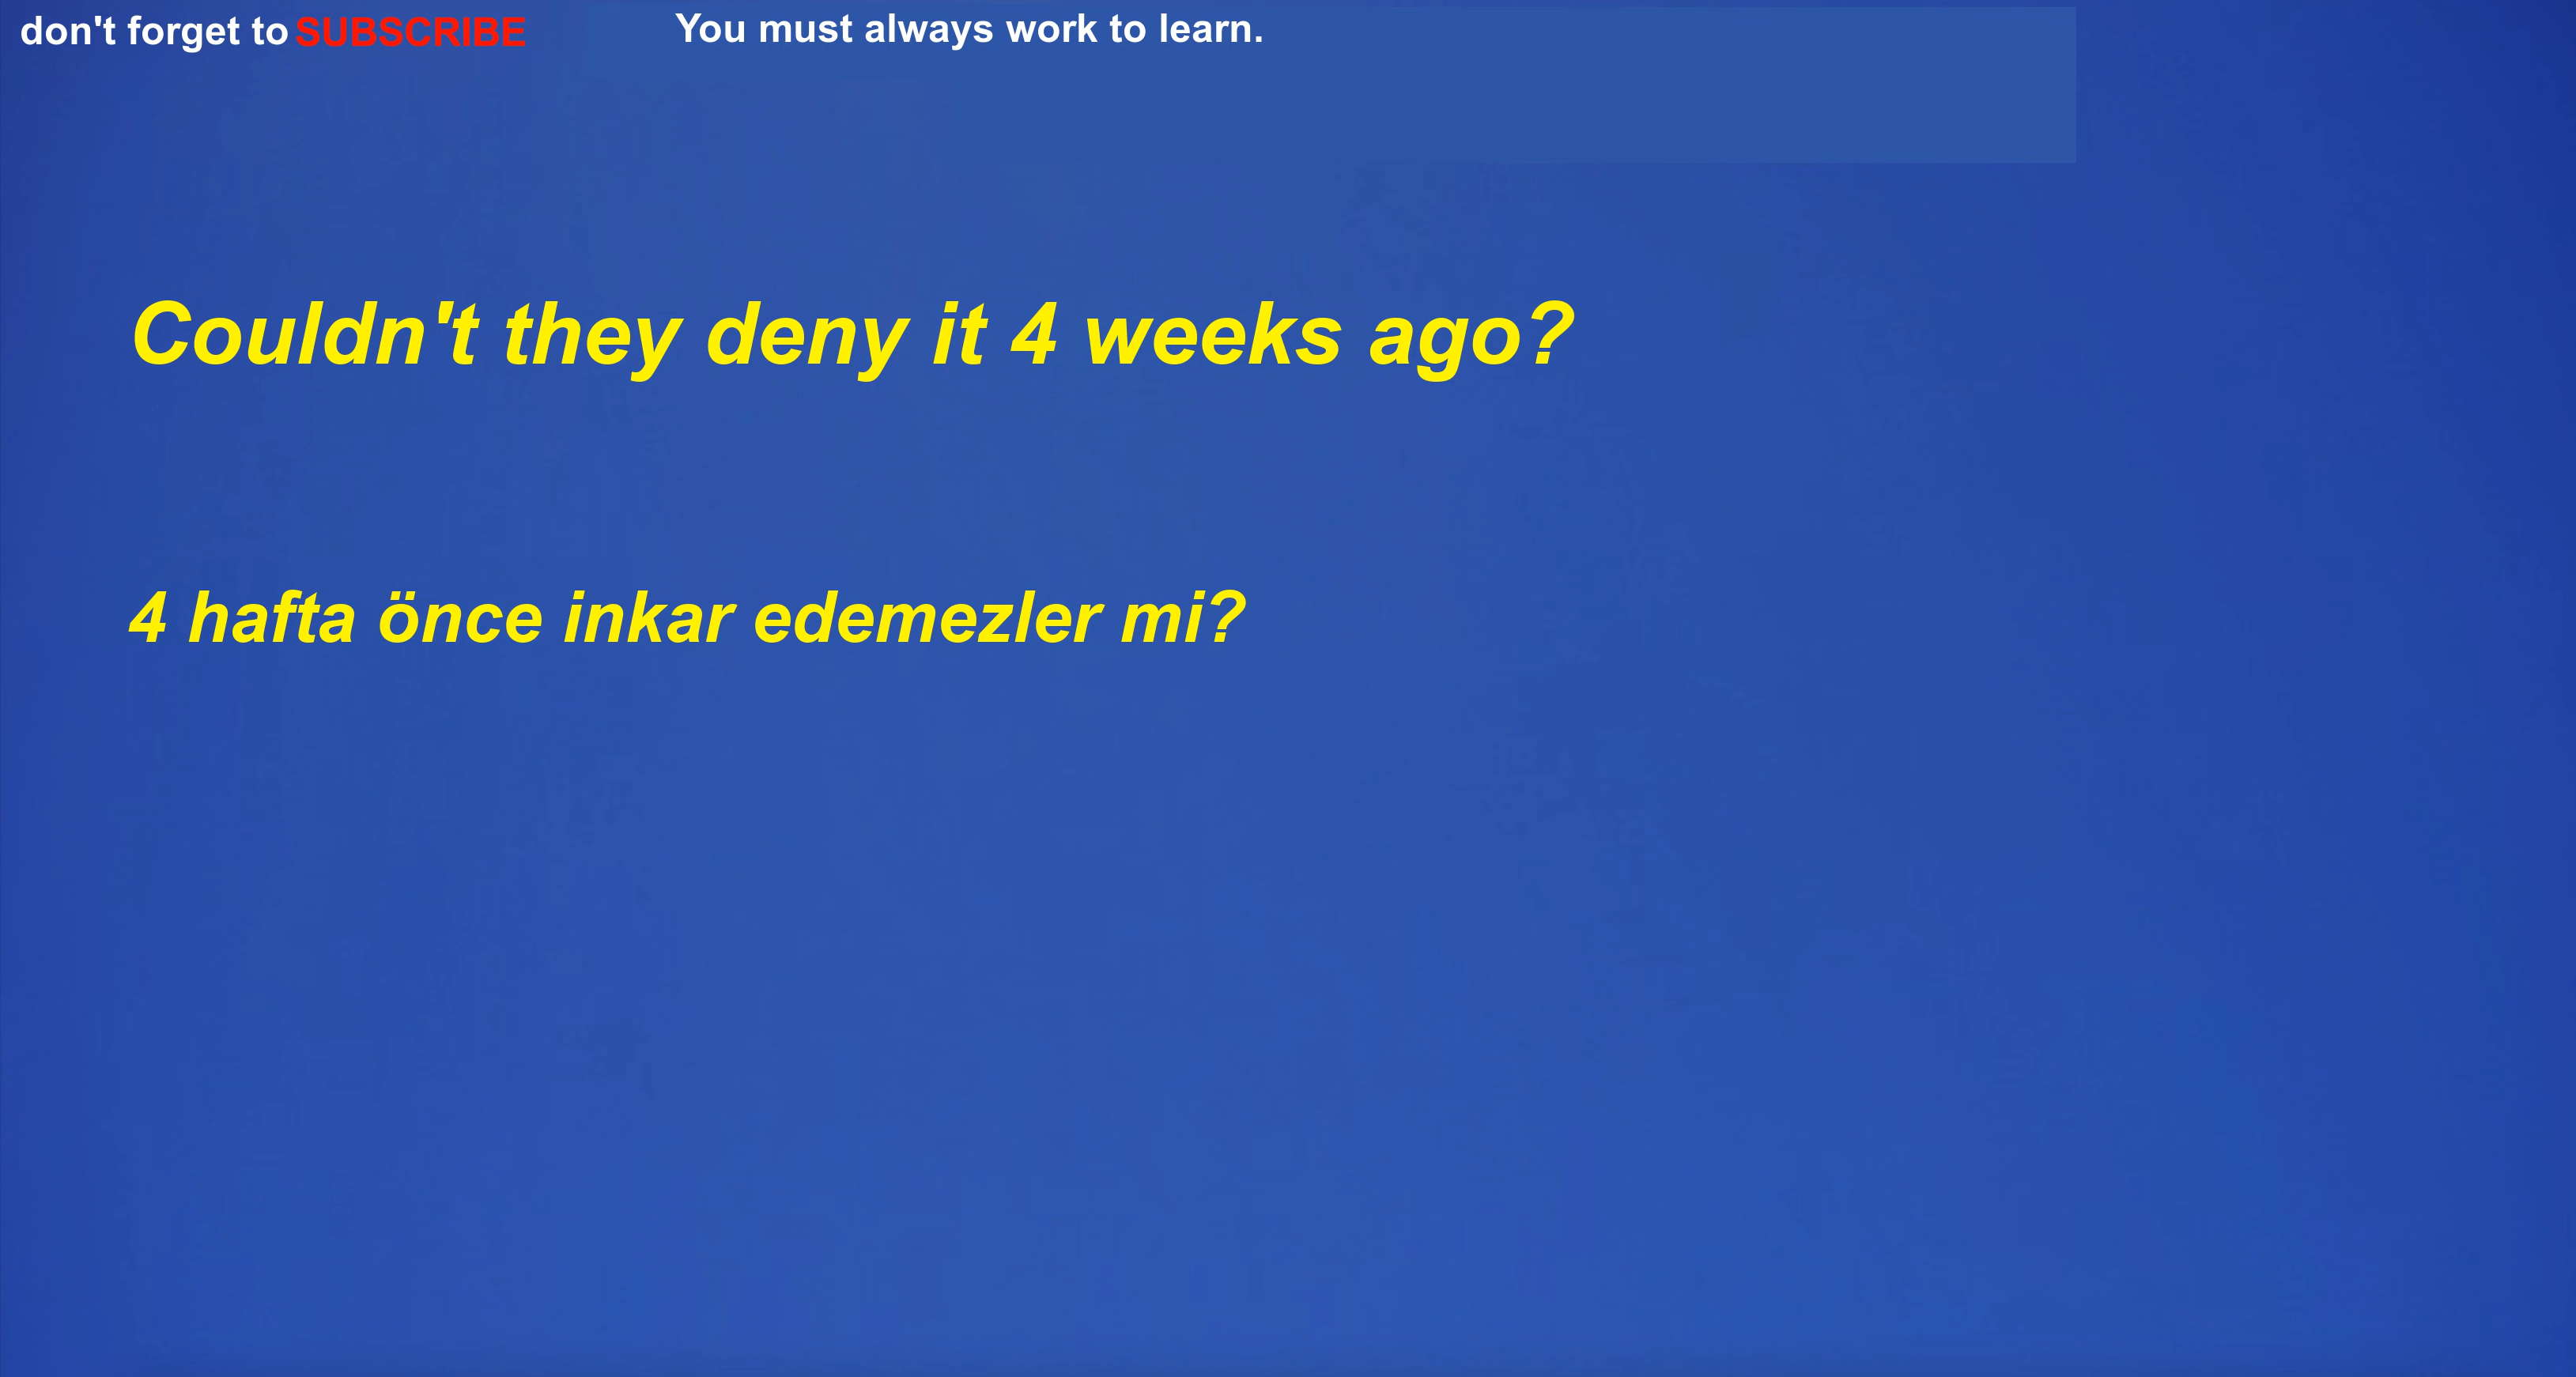 don't forget to SUBSCRIBE
You must always work to learn.
Couldn't they deny it 4 weeks ago?
4 hafta önce inkar edemezler mi?